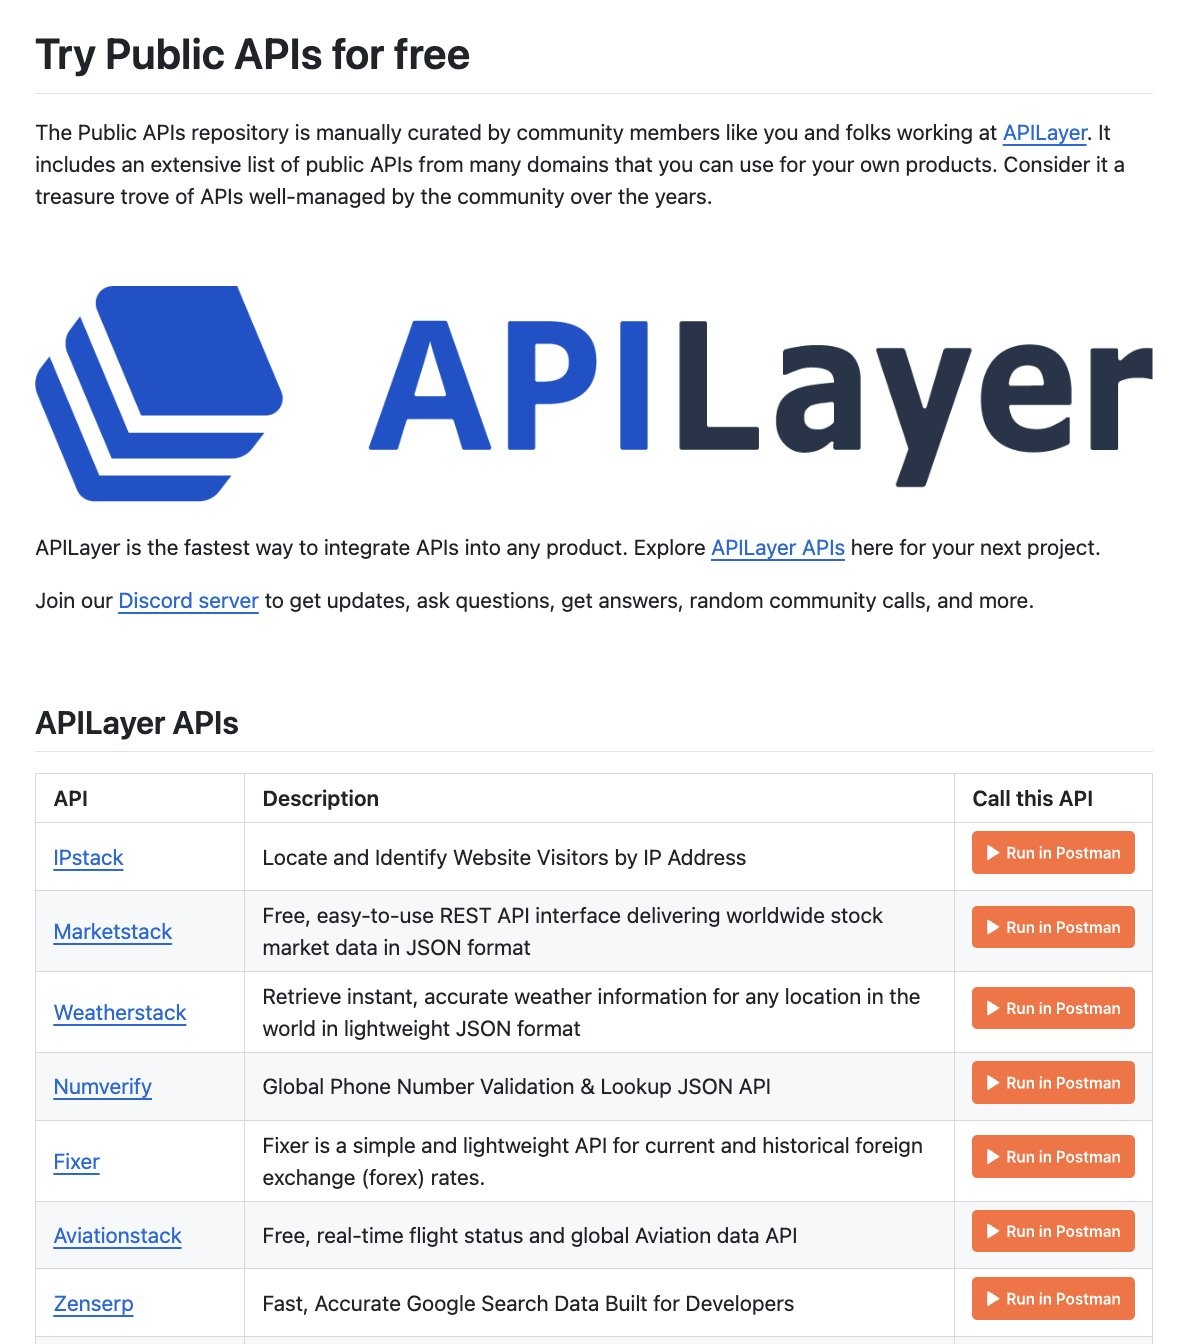 Try Public APIs for free
The Public APIs repository is manually curated by community members like you and folks working at APILayer. It
includes an extensive list of public APIs from many domains that you can use for your own products. Consider it a
treasure trove of APIs well-managed by the community over the years.
APILayer
APILayer is the fastest way to integrate APIs into any product. Explore APILayer APIs here for your next project.
Join our Discord server to get updates, ask questions, get answers, random community calls, and more.
APILayer APIs
API Description Call this API
IPstack Locate and Identify Website Visitors by IP Address Run in Postman
Marketstack Free, easy-to-use REST API interface delivering worldwide stock
market data in JSON format Run in Postman
Weatherstack Retrieve instant, accurate weather information for any location in the
world in lightweight JSON format Run in Postman
Numverify Global Phone Number Validation & Lookup JSON API Run in Postman
Fixer Fixer is a simple and lightweight API for current and historical foreign
exchange (forex) rates. Run in Postman
Aviationstack Free, real-time flight status and global Aviation data API Run in Postman
Zenserp Fast, Accurate Google Search Data Built for Developers Run in Postman